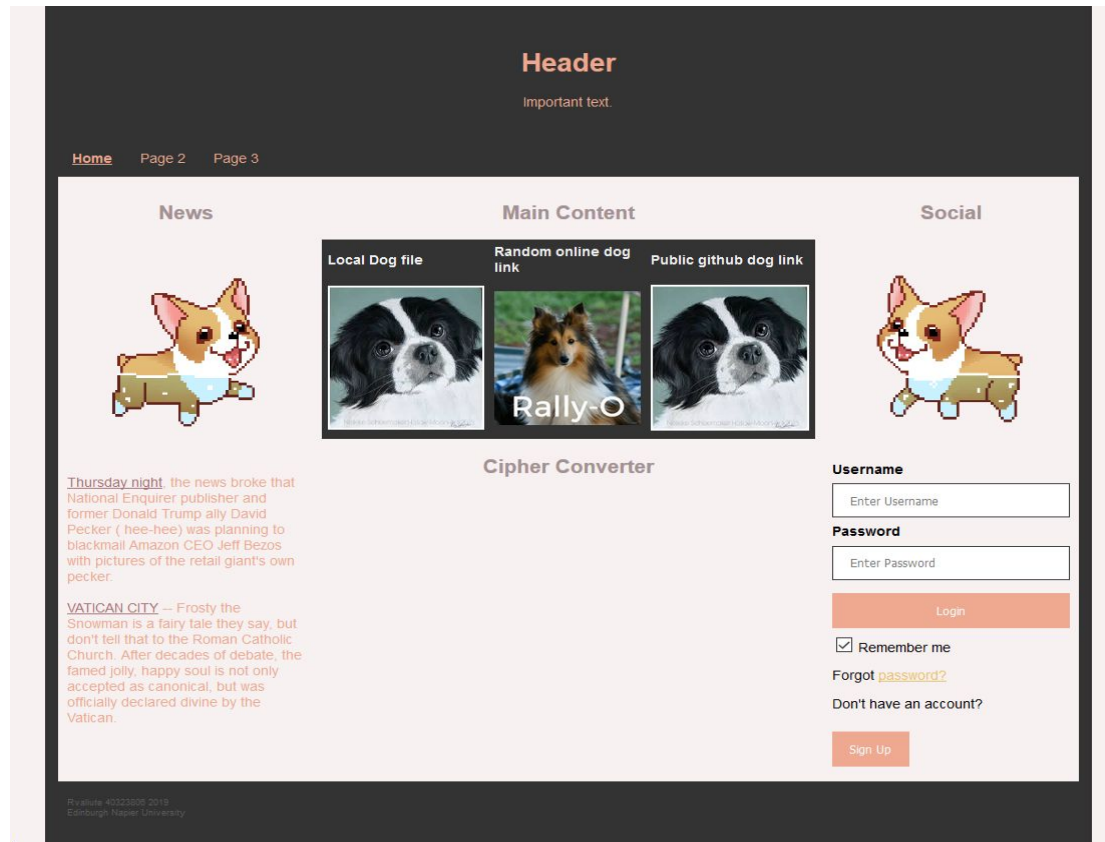 Header
Important text.
Home Page 2 Page 3
News
Thursday night, the news broke that
National Enquirer publisher and
former Donald Trump ally David
Pecker ( hee-hee) was planning to
blackmail Amazon CEO Jeff Bezos
with pictures of the retail giant's own
pecker.
VATICAN CITY -- Frosty the
Snowman is a fairy tale they say, but
don't tell that to the Roman Catholic
Church. After decades of debate, the
famed jolly, happy soul is not only
accepted as canonical, but was
officially declared divine by the
Vatican.
Main Content
Local Dog file
Random online dog
link
Public github dog link
Rally-O
Cipher Converter
Social
Username
Enter Username
Password
Enter Password
Login
Remember me
Forgot password?
Don't have an account?
Sign Up
40323806 2019
Edinburgh Napier University